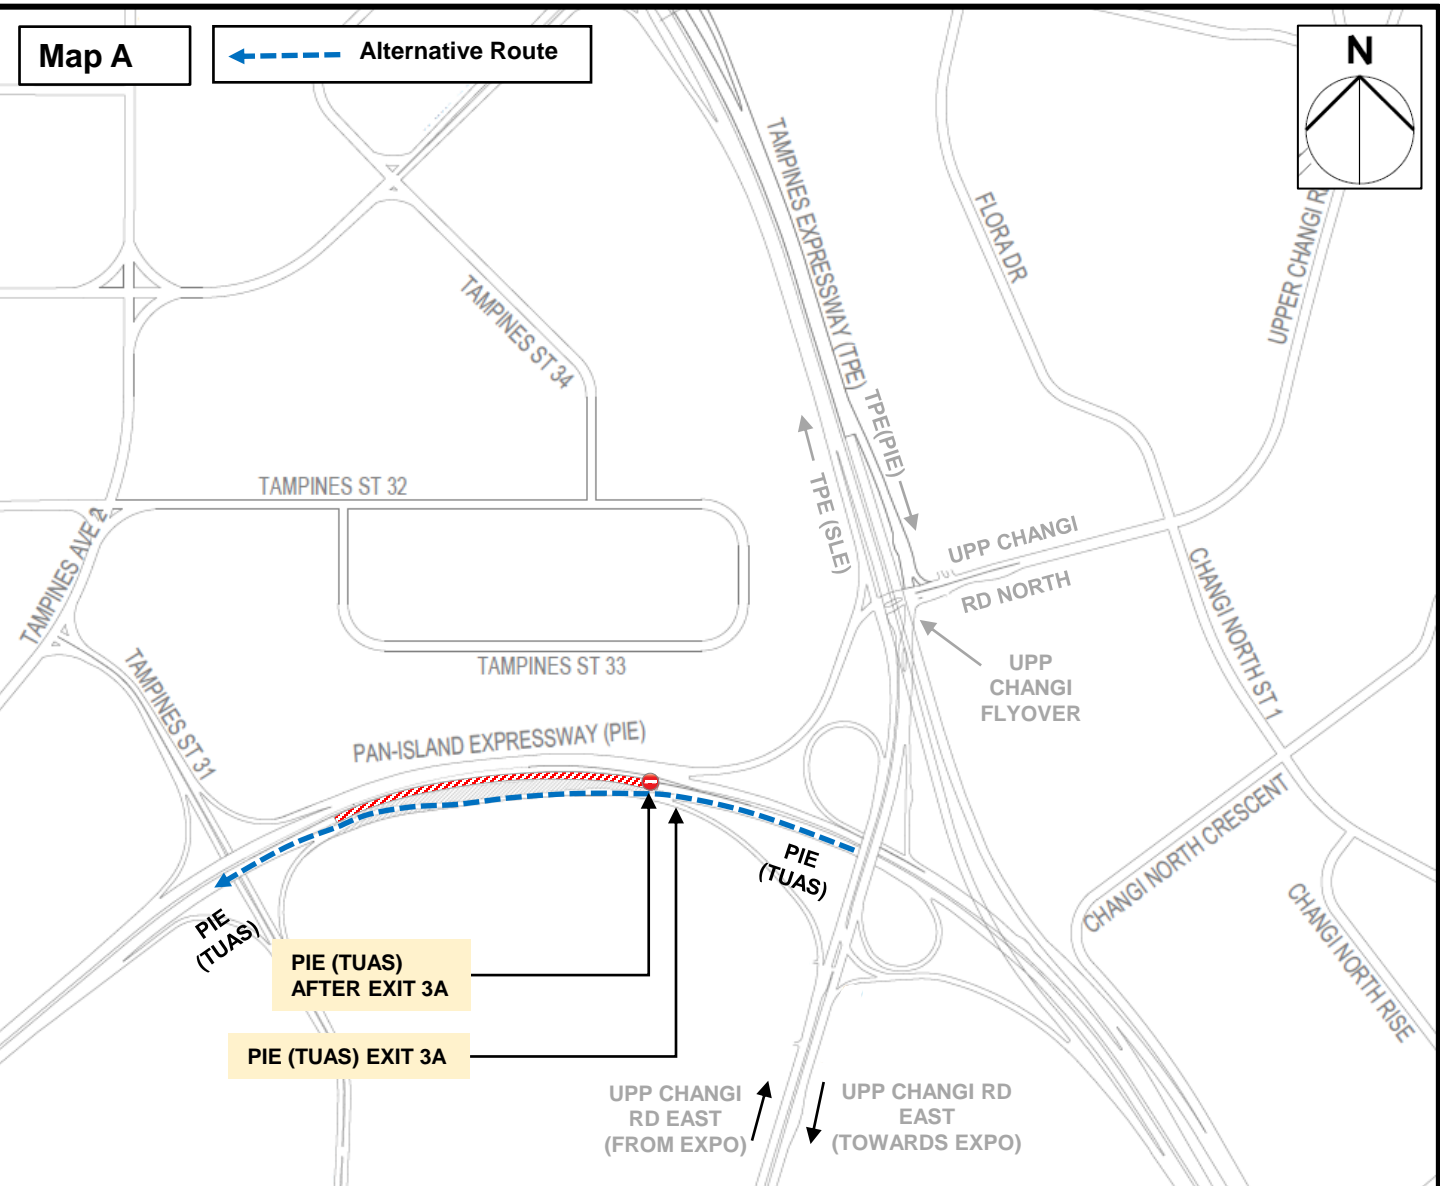 Map A
Alternative Route
N
TAMPINES EXPRESSWAY (TPE)
FLORA DR
UPPER CHANGI R
TAMPINES ST 34
TPE(PIE)
TPE (SLE)
TAMPINES ST 32
TAMPINES AVE 2
UPP CHANGI
RD NORTH
CHANGI NORTH ST 1
TAMPINES ST 33
UPP
CHANGI
FLYOVER
TAMPINES ST 31
PAN-ISLAND EXPRESSWAY (PIE)
CHANGI NORTH CRESCENT
CHANGI NORTH RISE
PIE
(TUAS)
PIE
(TUAS)
PIE (TUAS)
AFTER EXIT 3A
PIE (TUAS) EXIT 3A
UPP CHANGI
RD EAST
(FROM EXPO)
UPP CHANGI RD
EAST
(TOWARDS EXPO)